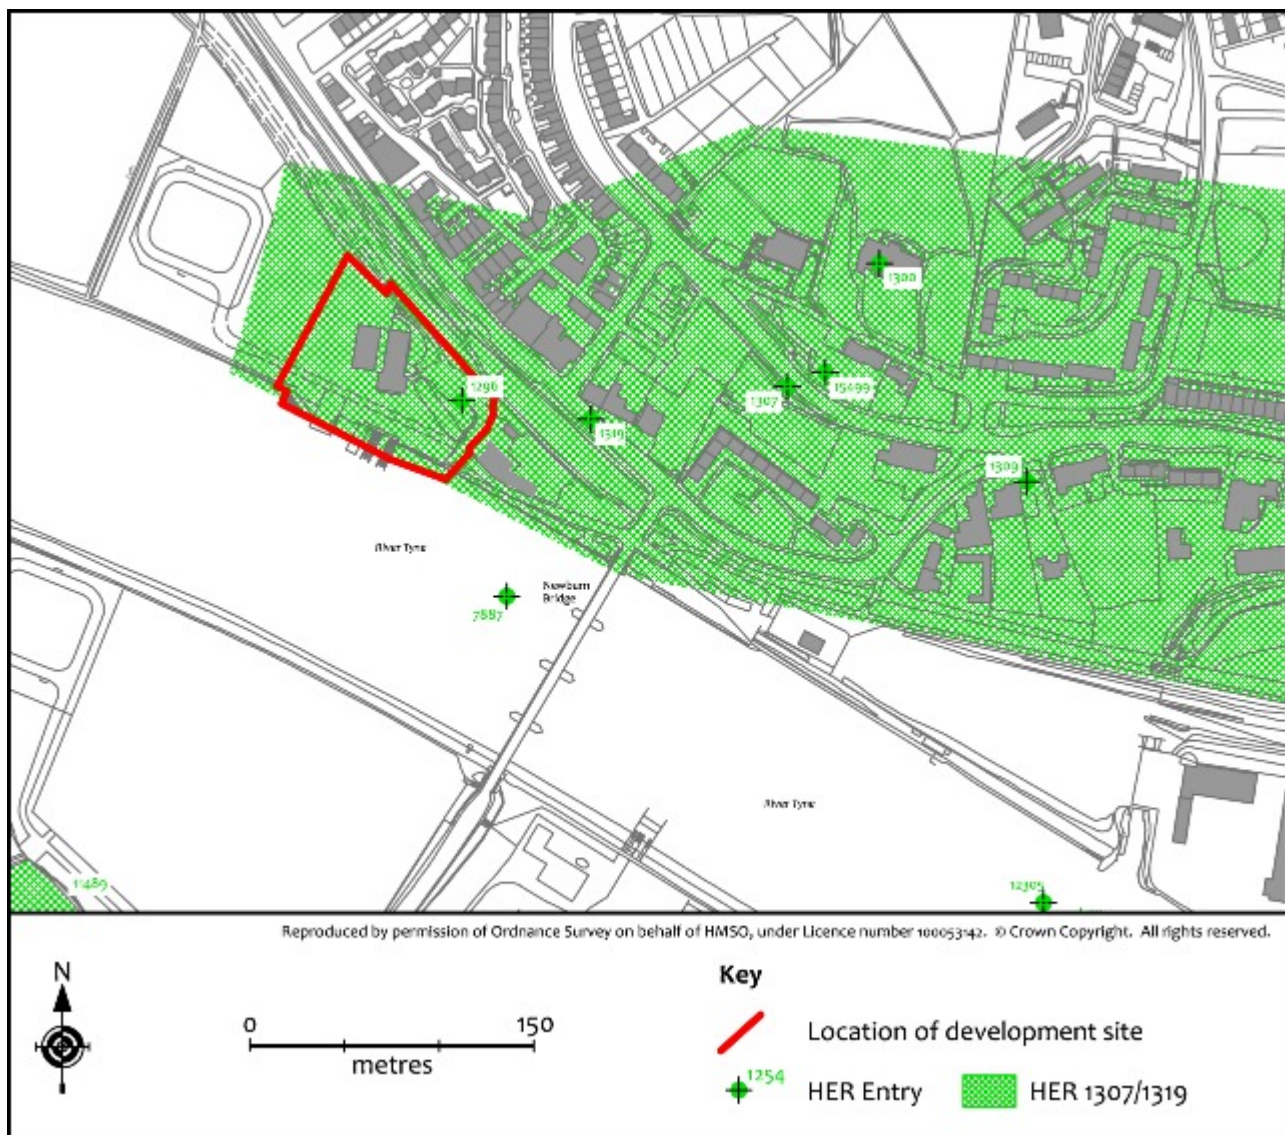 1300
1296
15499
1307
1319
1309
River Tyne
Newburn
Bridge
7887
River Tyne
11489
12305
Reproduced by permission of Ordnance Survey on behalf of HMSO, under Licence number 100053142. © Crown Copyright. All rights reserved.
N
Key
0 150
metres
Location of development site
1254
HER Entry
HER 1307/1319